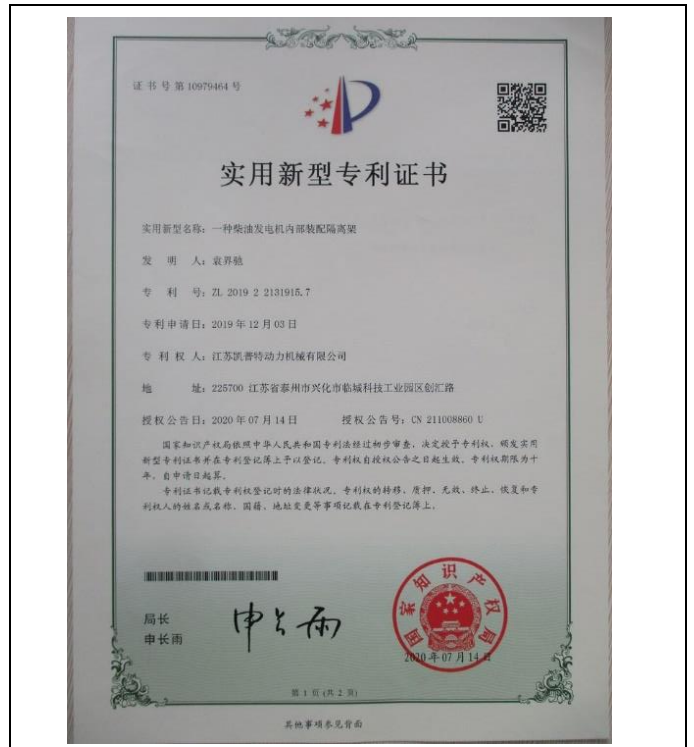 证书号第10979464号
实用新型专利证书
实用新型名称：一种柴油发电机内部装配隔离架
发 明 人：袁界驰
专 利 号：ZL 2019 2 2131915.7
专利申请日：2019年12月03日
专 利 权 人：江苏凯普特动力机械有限公司
地 址：225700 江苏省泰州市兴化市临城科技工业园区创汇路
授权公告日：2020年07月14日 授权公告号：CN 211008860 U
国家知识产权局依照中华人民共和国专利法经过初步审查，决定授予专利权，颁发实用
新型专利证书并在专利登记簿上予以登记。专利权自授权公告之日起生效。专利权期限为十
年，自申请日起算。
专利证书记载专利权登记时的法律状况。专利权的转移、质押、无效、终止、恢复和专
利权人的姓名或名称、国籍、地址变更等事项记载在专利登记簿上。
局长
申长雨
申长雨
国家知识产权局
2020年07月14日
第 1 页 (共 2 页)
其他事项参见背面